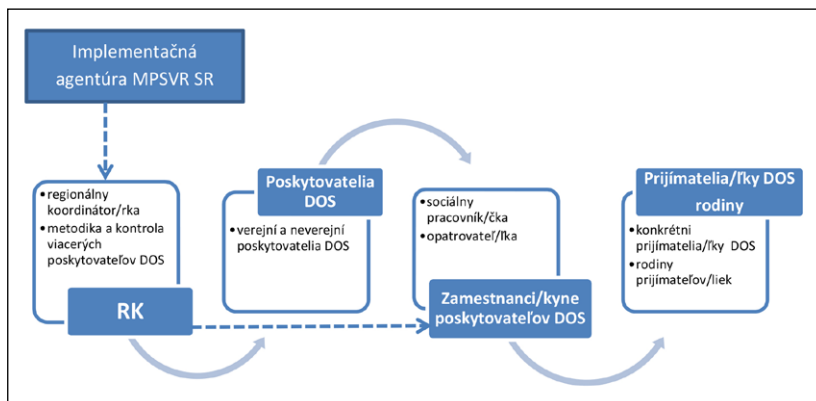 Implementačná
agentúra MPSVR SR
•regionálny
koordinátor/rka
•metodika a kontrola
viacerých
poskytovateľov DOS
RK
Poskytovatelia
DOS
•verejní a neverejní
poskytovatelia DOS
•sociálny
pracovník/čka
•opatrovateľ/ľka
Zamestnanci/kyne
poskytovateľov DOS
Prijímatelia/ľky DOS
rodiny
•konkrétni
prijímatelia/ľky DOS
•rodiny
prijímateľov/liek